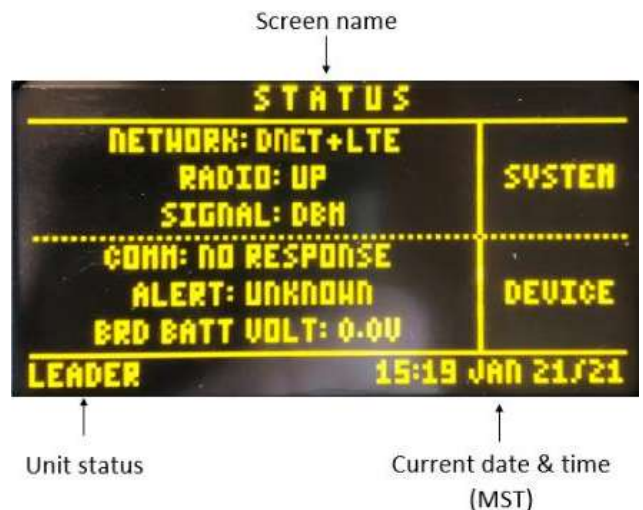 Screen name
STATUS
NETWORK: DNET+LTE
RADIO: UP
SYSTEM
SIGNAL: DBM
COMM: NO RESPONSE
ALERT: UNKNOWN
DEVICE
BRD BATT VOLT: 0.0V
LEADER 15:19 JAN 21/21
Unit status
Current date & time
(MST)